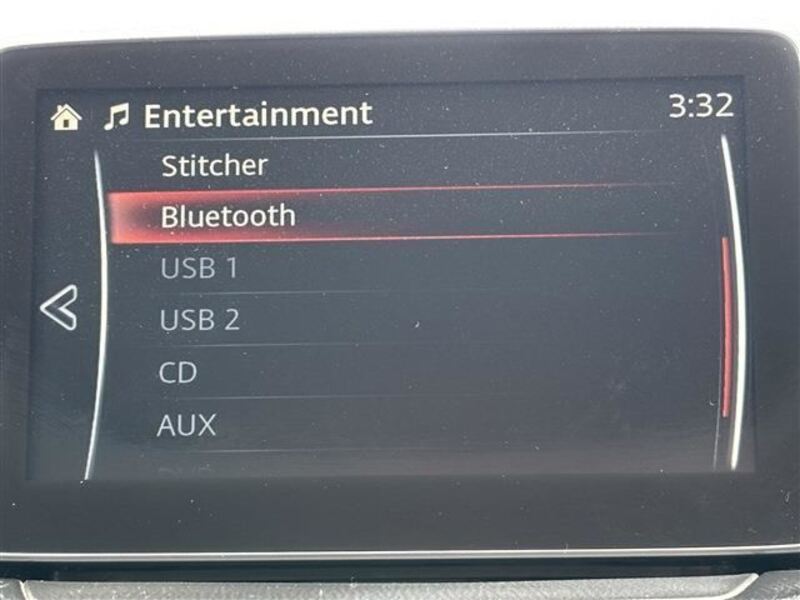 Entertainment 3:32
Stitcher
Bluetooth
USB 1
USB 2
CD
AUX